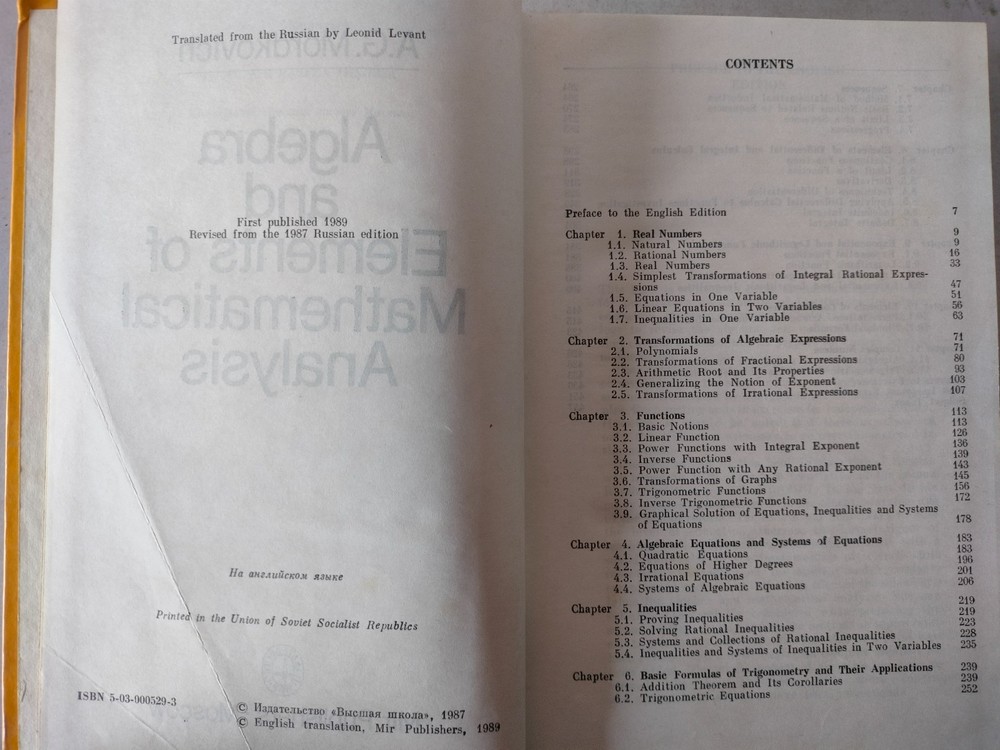 Translated from the Russian by Leonid Levant
First published 1989
Revised from the 1987 Russian edition
На английском языке
Printed in the Union of Soviet Socialist Republics
ISBN 5-03-000529-3
© Издательство «Высшая школа», 1987
© English translation, Mir Publishers, 1989
CONTENTS
Preface to the English Edition 7
Chapter 1. Real Numbers 9
1.1. Natural Numbers 9
1.2. Rational Numbers 16
1.3. Real Numbers 33
1.4. Simplest Transformations of Integral Rational Expres-
sions 47
1.5. Equations in One Variable 51
1.6. Linear Equations in Two Variables 56
1.7. Inequalities in One Variable 63
Chapter 2. Transformations of Algebraic Expressions 71
2.1. Polynomials 71
2.2. Transformations of Fractional Expressions 80
2.3. Arithmetic Root and Its Properties 93
2.4. Generalizing the Notion of Exponent 103
2.5. Transformations of Irrational Expressions 107
Chapter 3. Functions 113
3.1. Basic Notions 113
3.2. Linear Function 126
3.3. Power Functions with Integral Exponent 136
3.4. Inverse Functions 139
3.5. Power Function with Any Rational Exponent 143
3.6. Transformations of Graphs 145
3.7. Trigonometric Functions 156
3.8. Inverse Trigonometric Functions 172
3.9. Graphical Solution of Equations, Inequalities and Systems
of Equations 178
Chapter 4. Algebraic Equations and Systems of Equations 183
4.1. Quadratic Equations 183
4.2. Equations of Higher Degrees 196
4.3. Irrational Equations 201
4.4. Systems of Algebraic Equations 206
Chapter 5. Inequalities 219
5.1. Proving Inequalities 219
5.2. Solving Rational Inequalities 223
5.3. Systems and Collections of Rational Inequalities 228
5.4. Inequalities and Systems of Inequalities in Two Variables 235
Chapter 6. Basic Formulas of Trigonometry and Their Applications 239
6.1. Addition Theorem and Its Corollaries 239
6.2. Trigonometric Equations 252